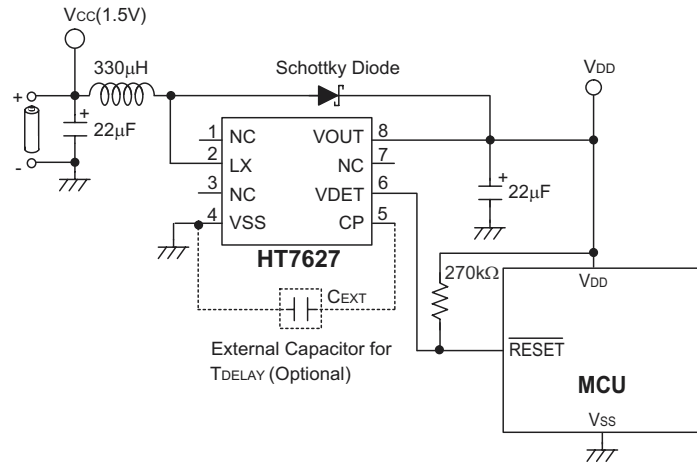 VCC(1.5V)
330µH
Schottky Diode
VDD
+
+
22µF
-
1 NC VOUT 8
2 LX NC 7
3 NC VDET 6
4 VSS CP 5
+
22µF
HT7627
CEXT
270kΩ
VDD
External Capacitor for
TDELAY (Optional)
RESET
MCU
VSS